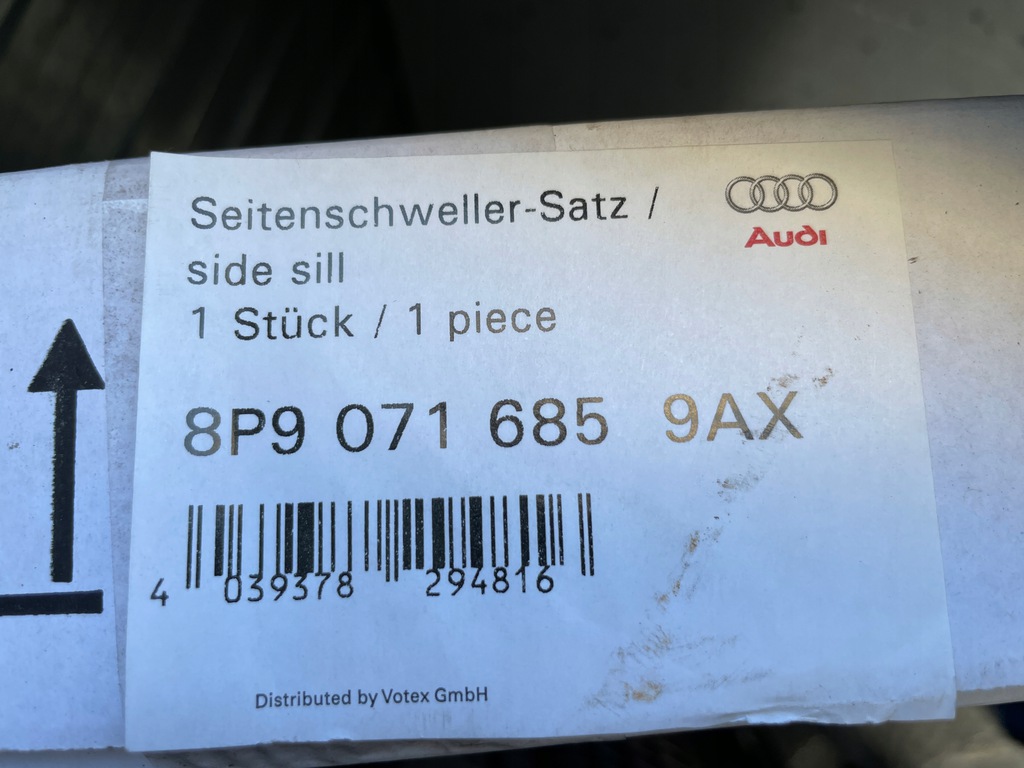 Seitenschweller-Satz /
side sill
1 Stück / 1 piece
Audi
8P9 071 685 9AX
4 039378 294816
Distributed by Votex GmbH